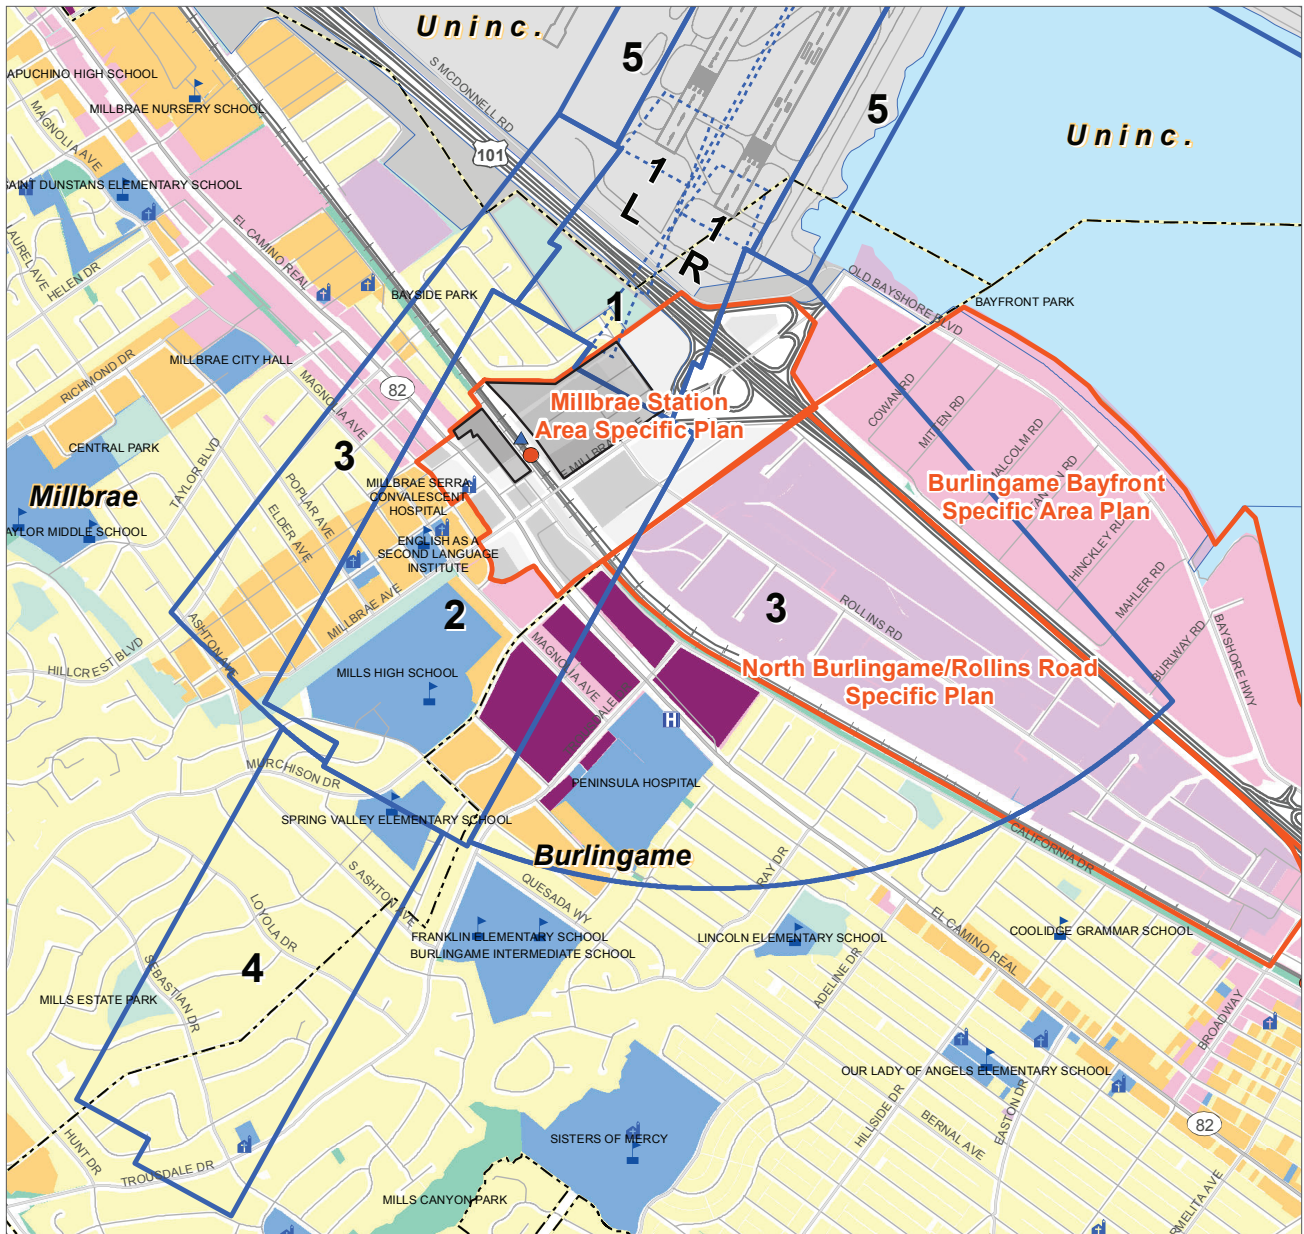 Uninc.
5
S MCDONNELL RD
101
5
Uninc.
APUCHINO HIGH SCHOOL
MILLBRAE NURSERY SCHOOL
MAGNOLIA AVE
SAINT DUNSTANS ELEMENTARY SCHOOL
AUREL AVE
HELEN DR
EL CAMINO REAL
1
L
1
R
BAYSIDE PARK
1
OLD BAYSHORE BLVD
BAYFRONT PARK
MILLBRAE CITY HALL
RICHMOND DR
MAGNOLIA AVE
82
Millbrae Station
Area Specific Plan
E MILLBRAE
COWAN RD
MITTEN RD
MALCOLM RD
HINCKLEY RD
MAHLER RD
BURLWAY RD
BAYSHORE HWY
Burlingame Bayfront
Specific Area Plan
CENTRAL PARK
TAYLOR BLVD
3
POPLAR AVE
ELDER AVE
Millbrae
AYLOR MIDDLE SCHOOL
MILLBRAE SERRA
CONVALESCENT
HOSPITAL
ENGLISH AS A
SECOND LANGUAGE
INSTITUTE
MILLBRAE AVE
ASHTON AVE
HILLCREST BLVD
2
MILLS HIGH SCHOOL
MAGNOLIA AVE
3
ROLLINS RD
North Burlingame/Rollins Road
Specific Plan
H
PENINSULA HOSPITAL
MURCHISON DR
SPRING VALLEY ELEMENTARY SCHOOL
Burlingame
CALIFORNIA DR
S ASHTON AVE
QUESADA WY
RAY DR
LOYOLA DR
FRANKLIN ELEMENTARY SCHOOL
BURLINGAME INTERMEDIATE SCHOOL
LINCOLN ELEMENTARY SCHOOL
EL CAMINO REAL
COOLIDGE GRAMMAR SCHOOL
4
SEBASTIAN DR
MILLS ESTATE PARK
ADELINE DR
BROADWAY
OUR LADY OF ANGELS ELEMENTARY SCHOOL
HILLSIDE DR
BERNAL AVE
EASTON DR
82
SISTERS OF MERCY
HUNT DR
TROUSDALE DR
MILLS CANYON PARK
RMELITA AVE